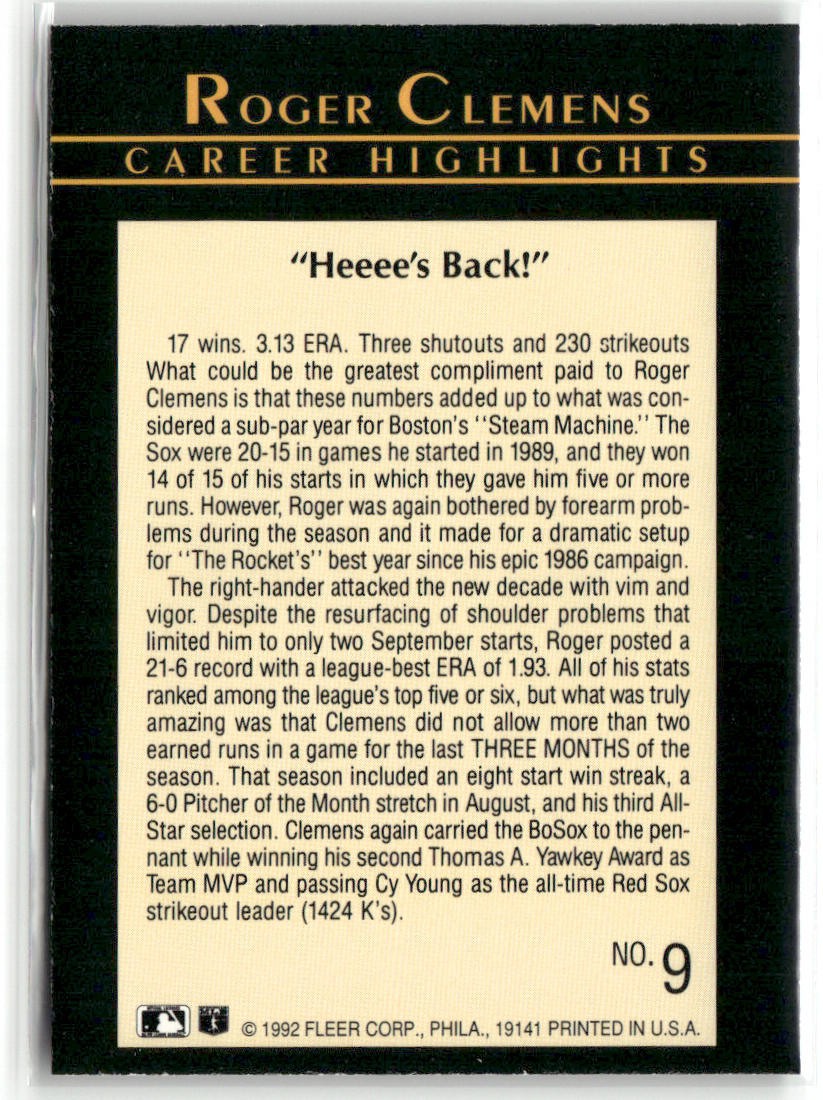 ROGER CLEMENS
CAREER HIGHLIGHTS
“Heeee’s Back!”
17 wins. 3.13 ERA. Three shutouts and 230 strikeouts
What could be the greatest compliment paid to Roger
Clemens is that these numbers added up to what was con-
sidered a sub-par year for Boston’s ‘‘Steam Machine.’’ The
Sox were 20-15 in games he started in 1989, and they won
14 of 15 of his starts in which they gave him five or more
runs. However, Roger was again bothered by forearm prob-
lems during the season and it made for a dramatic setup
for ‘‘The Rocket’s’’ best year since his epic 1986 campaign.
The right-hander attacked the new decade with vim and
vigor. Despite the resurfacing of shoulder problems that
limited him to only two September starts, Roger posted a
21-6 record with a league-best ERA of 1.93. All of his stats
ranked among the league’s top five or six, but what was truly
amazing was that Clemens did not allow more than two
earned runs in a game for the last THREE MONTHS of the
season. That season included an eight start win streak, a
6-0 Pitcher of the Month stretch in August, and his third All-
Star selection. Clemens again carried the BoSox to the pen-
nant while winning his second Thomas A. Yawkey Award as
Team MVP and passing Cy Young as the all-time Red Sox
strikeout leader (1424 K’s).
NO. 9
© 1992 FLEER CORP., PHILA., 19141 PRINTED IN U.S.A.